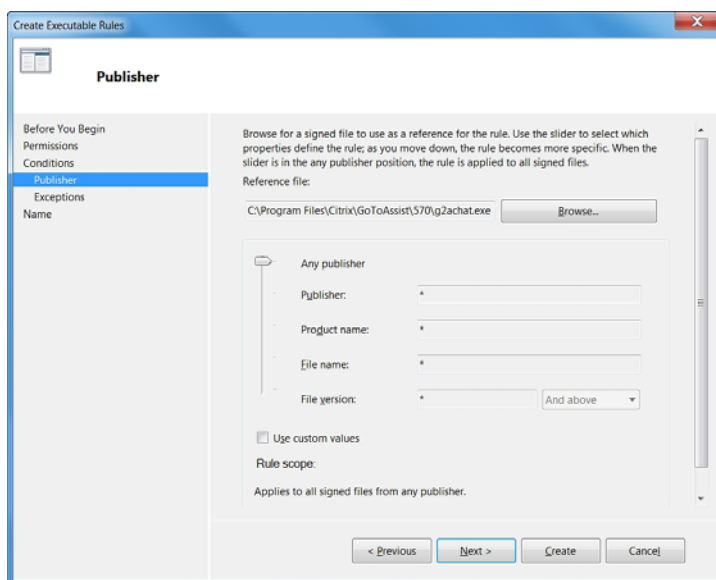 Create Executable Rules
Publisher
Before You Begin
Permissions
Conditions
Publisher
Exceptions
Name
Browse for a signed file to use as a reference for the rule. Use the slider to select which
properties define the rule; as you move down, the rule becomes more specific. When the
slider is in the any publisher position, the rule is applied to all signed files.
Reference file:
C:\Program Files\Citrix\GoToAssist\570\g2achat.exe Browse...
Any publisher
Publisher: *
Product name: *
File name: *
File version: * And above
Use custom values
Rule scope:
Applies to all signed files from any publisher.
< Previous Next > Create Cancel